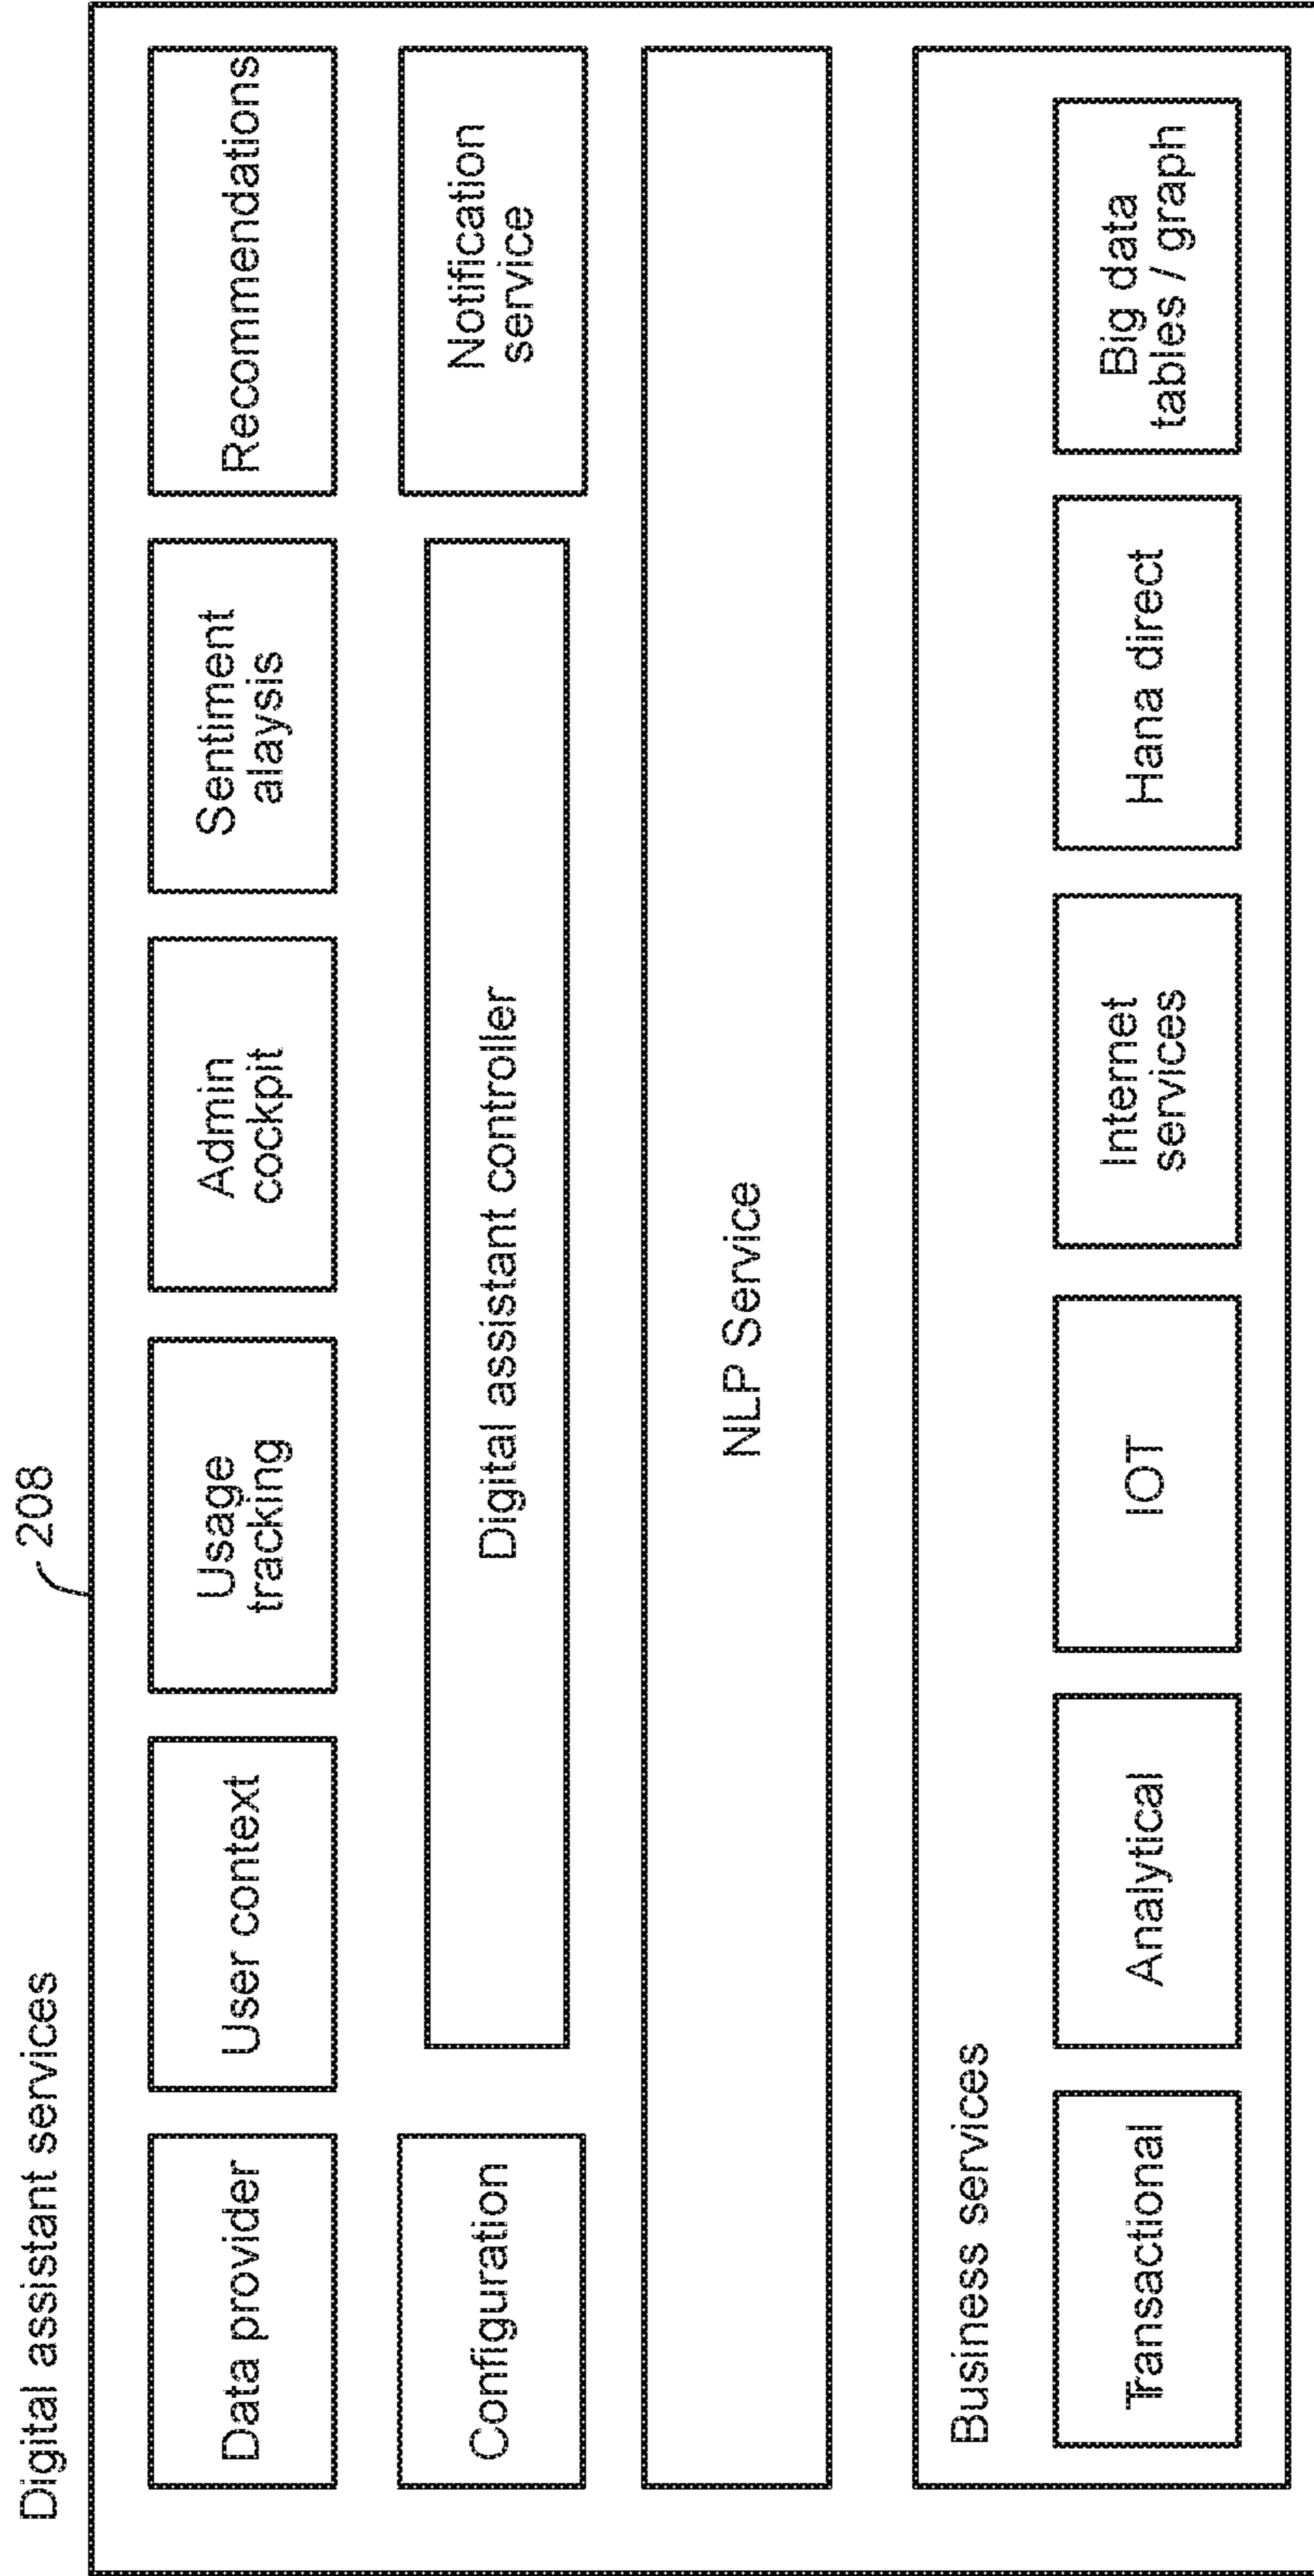 Digital assistant services
208
Data provider
User context
Usage
tracking
Admin
cockpit
Sentiment
alaysis
Recommendations
Configuration
Digital assistant controller
Notification
service
NLP Service
Business services
Transactional
Analytical
IOT
Internet
services
Hana direct
Big data
tables / graph